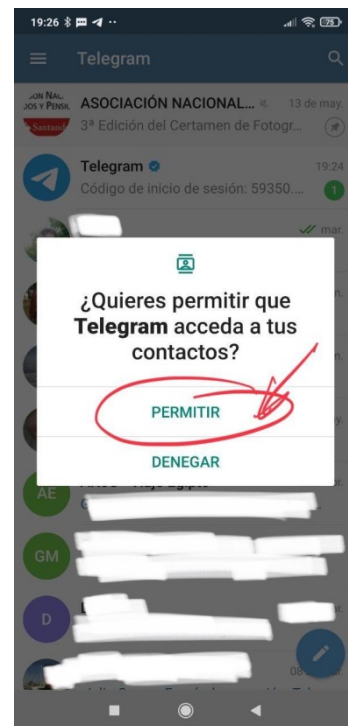 19:26
75
Telegram
ASOCIACIÓN NACIONAL... 13 de may.
3ª Edición del Certamen de Fotogr...
Santand
Telegram 19:24
Código de inicio de sesión: 59350.... 1
mar.
¿Quieres permitir que
Telegram acceda a tus
contactos?
PERMITIR
DENEGAR
AE
GM
D